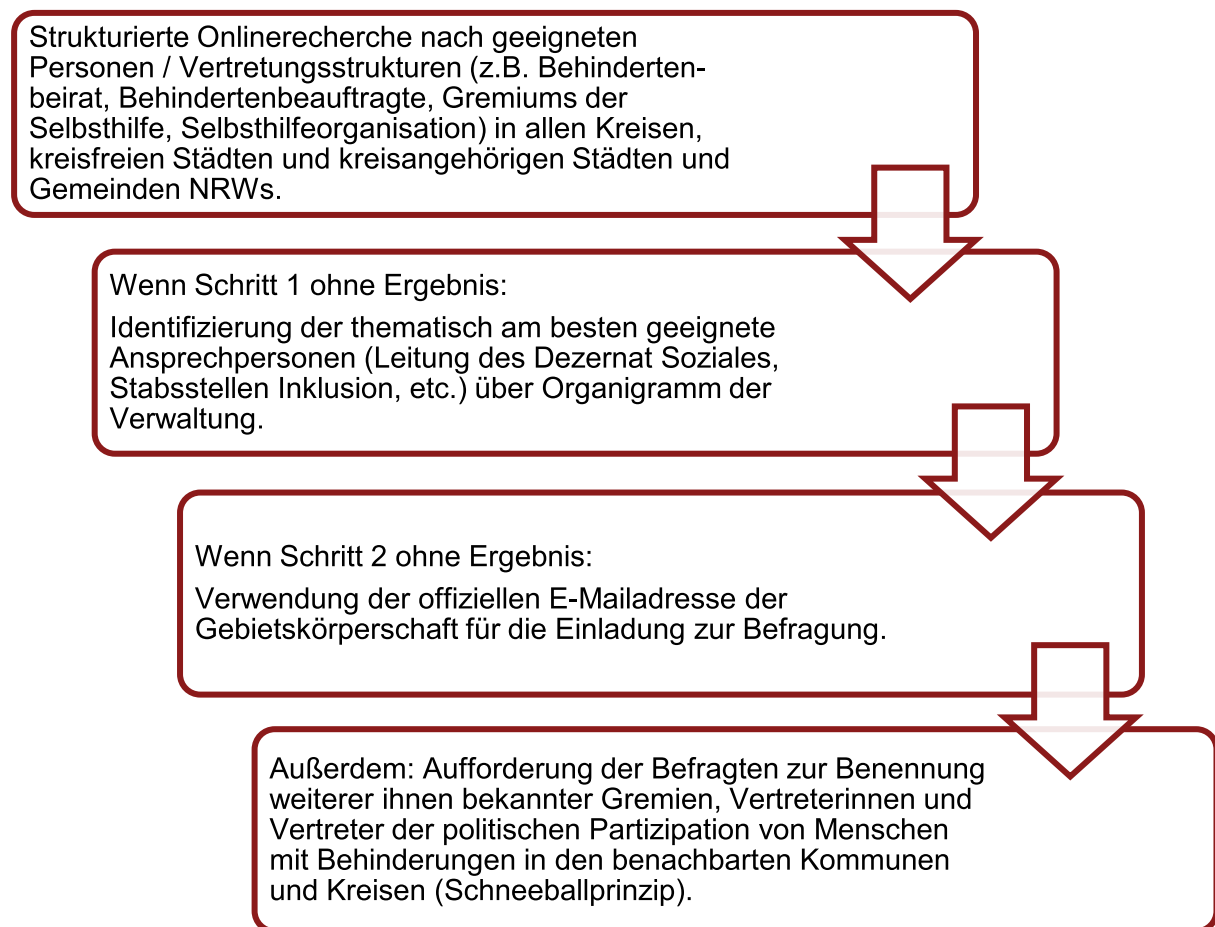 Strukturierte Onlinerecherche nach geeigneten
Personen / Vertretungsstrukturen (z.B. Behinderten-
beirat, Behindertenbeauftragte, Gremiums der
Selbsthilfe, Selbsthilfeorganisation) in allen Kreisen,
kreisfreien Städten und kreisangehörigen Städten und
Gemeinden NRWs.
Wenn Schritt 1 ohne Ergebnis:
Identifizierung der thematisch am besten geeignete
Ansprechpersonen (Leitung des Dezernat Soziales,
Stabsstellen Inklusion, etc.) über Organigramm der
Verwaltung.
Wenn Schritt 2 ohne Ergebnis:
Verwendung der offiziellen E-Mailadresse der
Gebietskörperschaft für die Einladung zur Befragung.
Außerdem: Aufforderung der Befragten zur Benennung
weiterer ihnen bekannter Gremien, Vertreterinnen und
Vertreter der politischen Partizipation von Menschen
mit Behinderungen in den benachbarten Kommunen
und Kreisen (Schneeballprinzip).